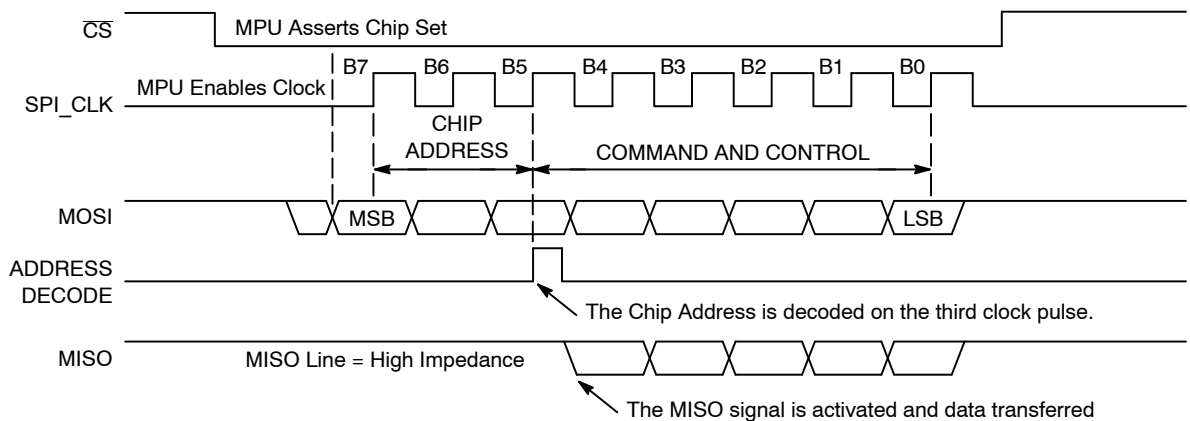 CS
MPU Asserts Chip Set
B7 B6 B5 B4 B3 B2 B1 B0
MPU Enables Clock
SPI_CLK
CHIP
ADDRESS
COMMAND AND CONTROL
MOSI
MSB
LSB
ADDRESS
DECODE
The Chip Address is decoded on the third clock pulse.
MISO
MISO Line = High Impedance
The MISO signal is activated and data transferred